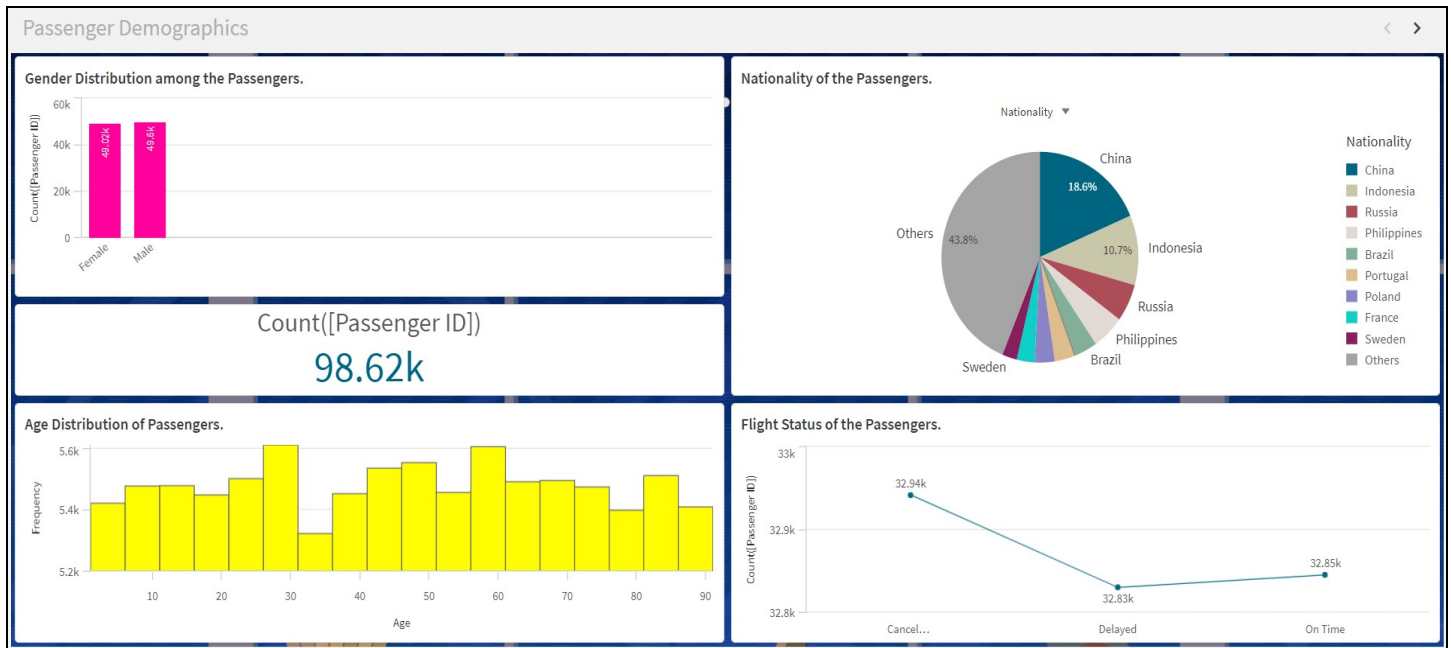 Passenger Demographics
Gender Distribution among the Passengers.
Count([Passenger ID])
60k
40k
20k
0
49.02k
49.6k
Female
Male
Count([Passenger ID])
98.62k
Age Distribution of Passengers.
Frequency
5.6k
5.4k
5.2k
10 20 30 40 50 60 70 80 90
Age
Nationality of the Passengers.
Nationality
China
18.6%
Indonesia
10.7%
Russia
Philippines
Brazil
Sweden
Others
43.8%
Nationality
China
Indonesia
Russia
Philippines
Brazil
Portugal
Poland
France
Sweden
Others
Flight Status of the Passengers.
Count([Passenger ID])
33k
32.9k
32.8k
32.94k
32.83k
32.85k
Cancel...
Delayed
On Time